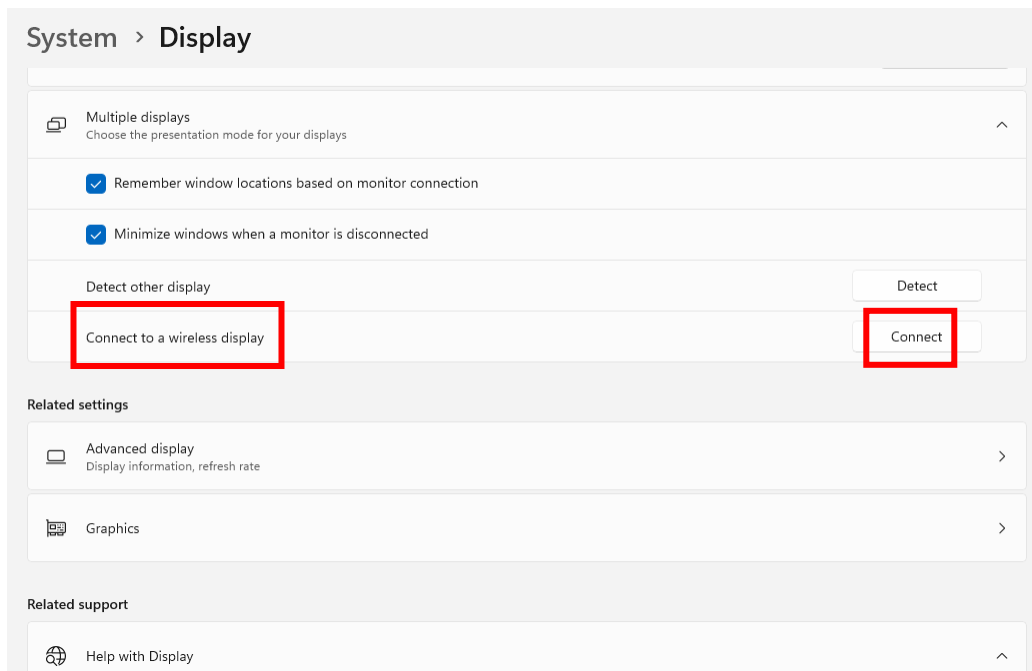 System > Display
Multiple displays
Choose the presentation mode for your displays
Remember window locations based on monitor connection
Minimize windows when a monitor is disconnected
Detect other display Detect
Connect to a wireless display Connect
Related settings
Advanced display
Display information, refresh rate
Graphics
Related support
Help with Display